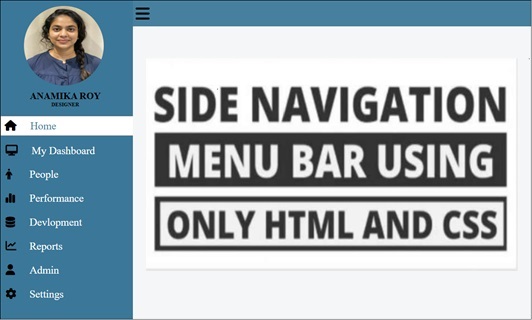 ANAMIKA ROY
DESIGNER
Home
My Dashboard
People
Performance
Devlopment
Reports
Admin
Settings
SIDE NAVIGATION
MENU BAR USING
ONLY HTML AND CSS